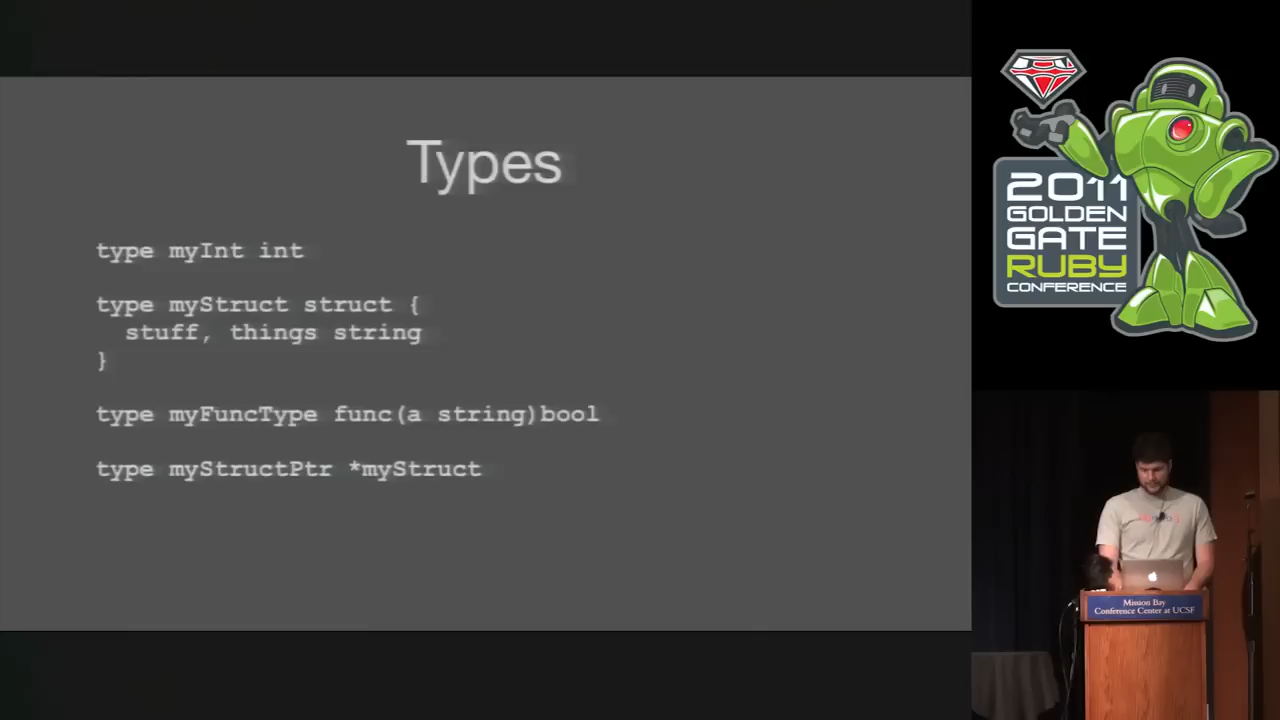 Types
type myInt int
type myStruct struct {
stuff, things string
}
type myFuncType func(a string)bool
type myStructPtr *myStruct
2011
GOLDEN
GATE
RUBY
CONFERENCE
Mission Bay
Conference Center at UCSF